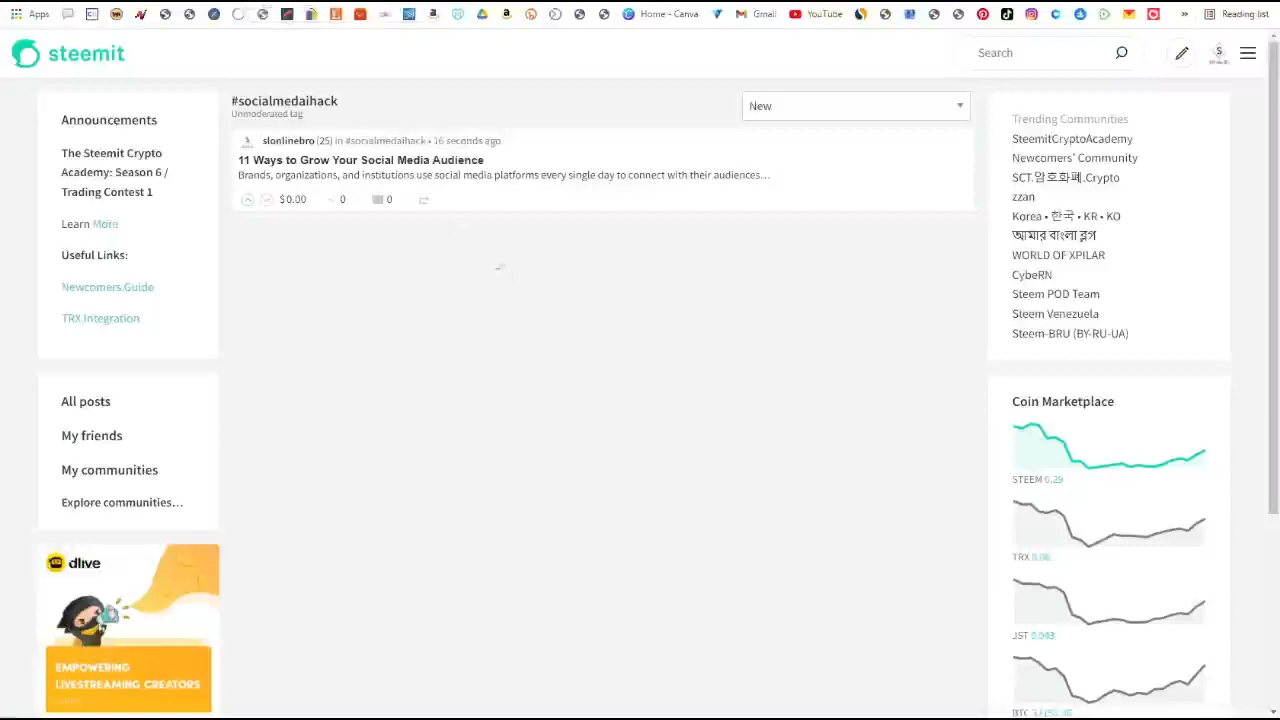 Apps
Home - Canva
Gmail
YouTube
Reading list
steemit
Search
Announcements
The Steemit Crypto
Academy: Season 6 /
Trading Contest 1
Learn More
Useful Links:
Newcomers.Guide
TRX.Integration
All posts
My friends
My communities
Explore communities...
dlive
EMPOWERING
LIVESTREAMING CREATORS
#socialmedaihack
Unmoderated tag
New
slonlinebro (25) in #socialmedaihack • 16 seconds ago
11 Ways to Grow Your Social Media Audience
Brands, organizations, and institutions use social media platforms every single day to connect with their audiences…
$0.00 0 0
Trending Communities
SteemitCryptoAcademy
Newcomers' Community
SCT.암호화폐.Crypto
zzan
Korea • 한국 • KR • KO
আমার বাংলা ব্লগ
WORLD OF XPILAR
CybeRN
Steem POD Team
Steem Venezuela
Steem-BRU (BY-RU-UA)
Coin Marketplace
STEEM 0.29
TRX
JST 0.043
BTC